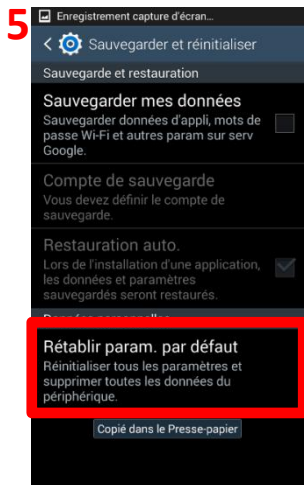 5
Enregistrement capture d'écran...
Sauvegarder et réinitialiser
Sauvegarde et restauration
Sauvegarder mes données
Sauvegarder données d'appli, mots de
passe Wi-Fi et autres param sur serv
Google.
Compte de sauvegarde
Vous devez définir le compte de
sauvegarde.
Restauration auto.
Lors de l'installation d'une application,
les données et paramètres
sauvegardés seront restaurés.
Données personnelles
Rétablir param. par défaut
Réinitialiser tous les paramètres et
supprimer toutes les données du
périphérique.
Copié dans le Presse-papier